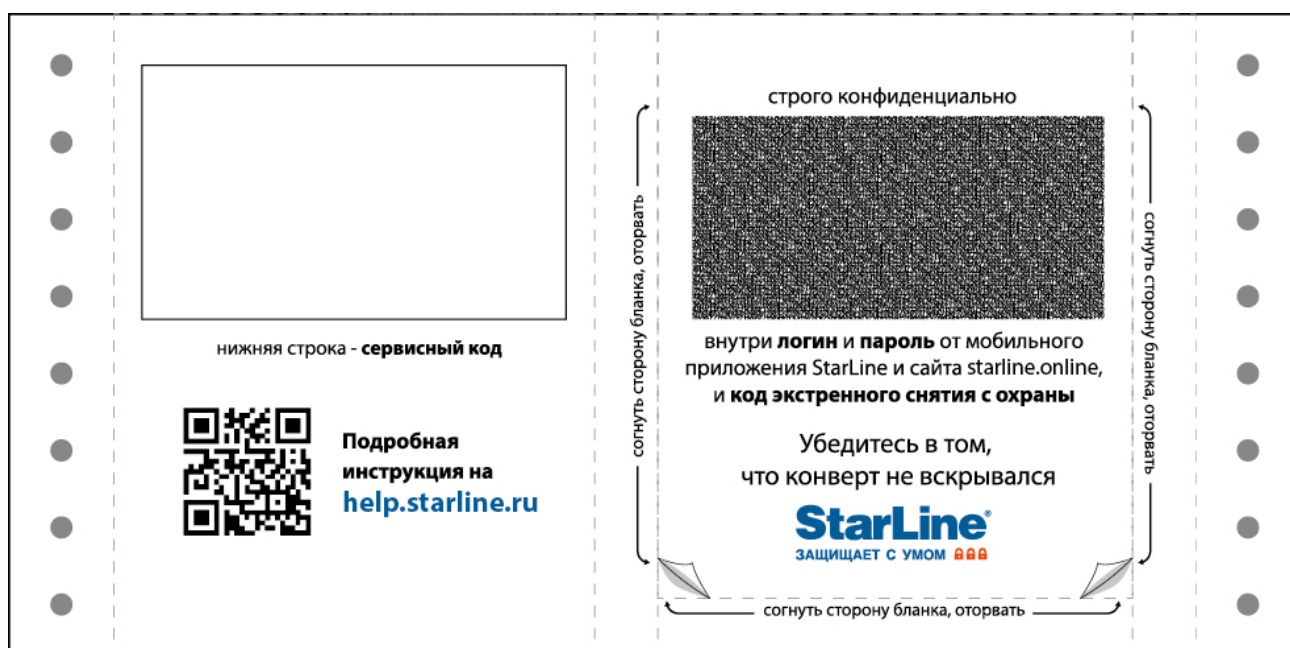 нижняя строка - сервисный код
Подробная
инструкция на
help.starline.ru
строго конфиденциально
согнуть сторону бланка, оторвать
согнуть сторону бланка, оторвать
внутри логин и пароль от мобильного
приложения StarLine и сайта starline.online,
и код экстренного снятия с охраны
Убедитесь в том,
что конверт не вскрывался
StarLine®
ЗАЩИЩАЕТ С УМОМ
согнуть сторону бланка, оторвать